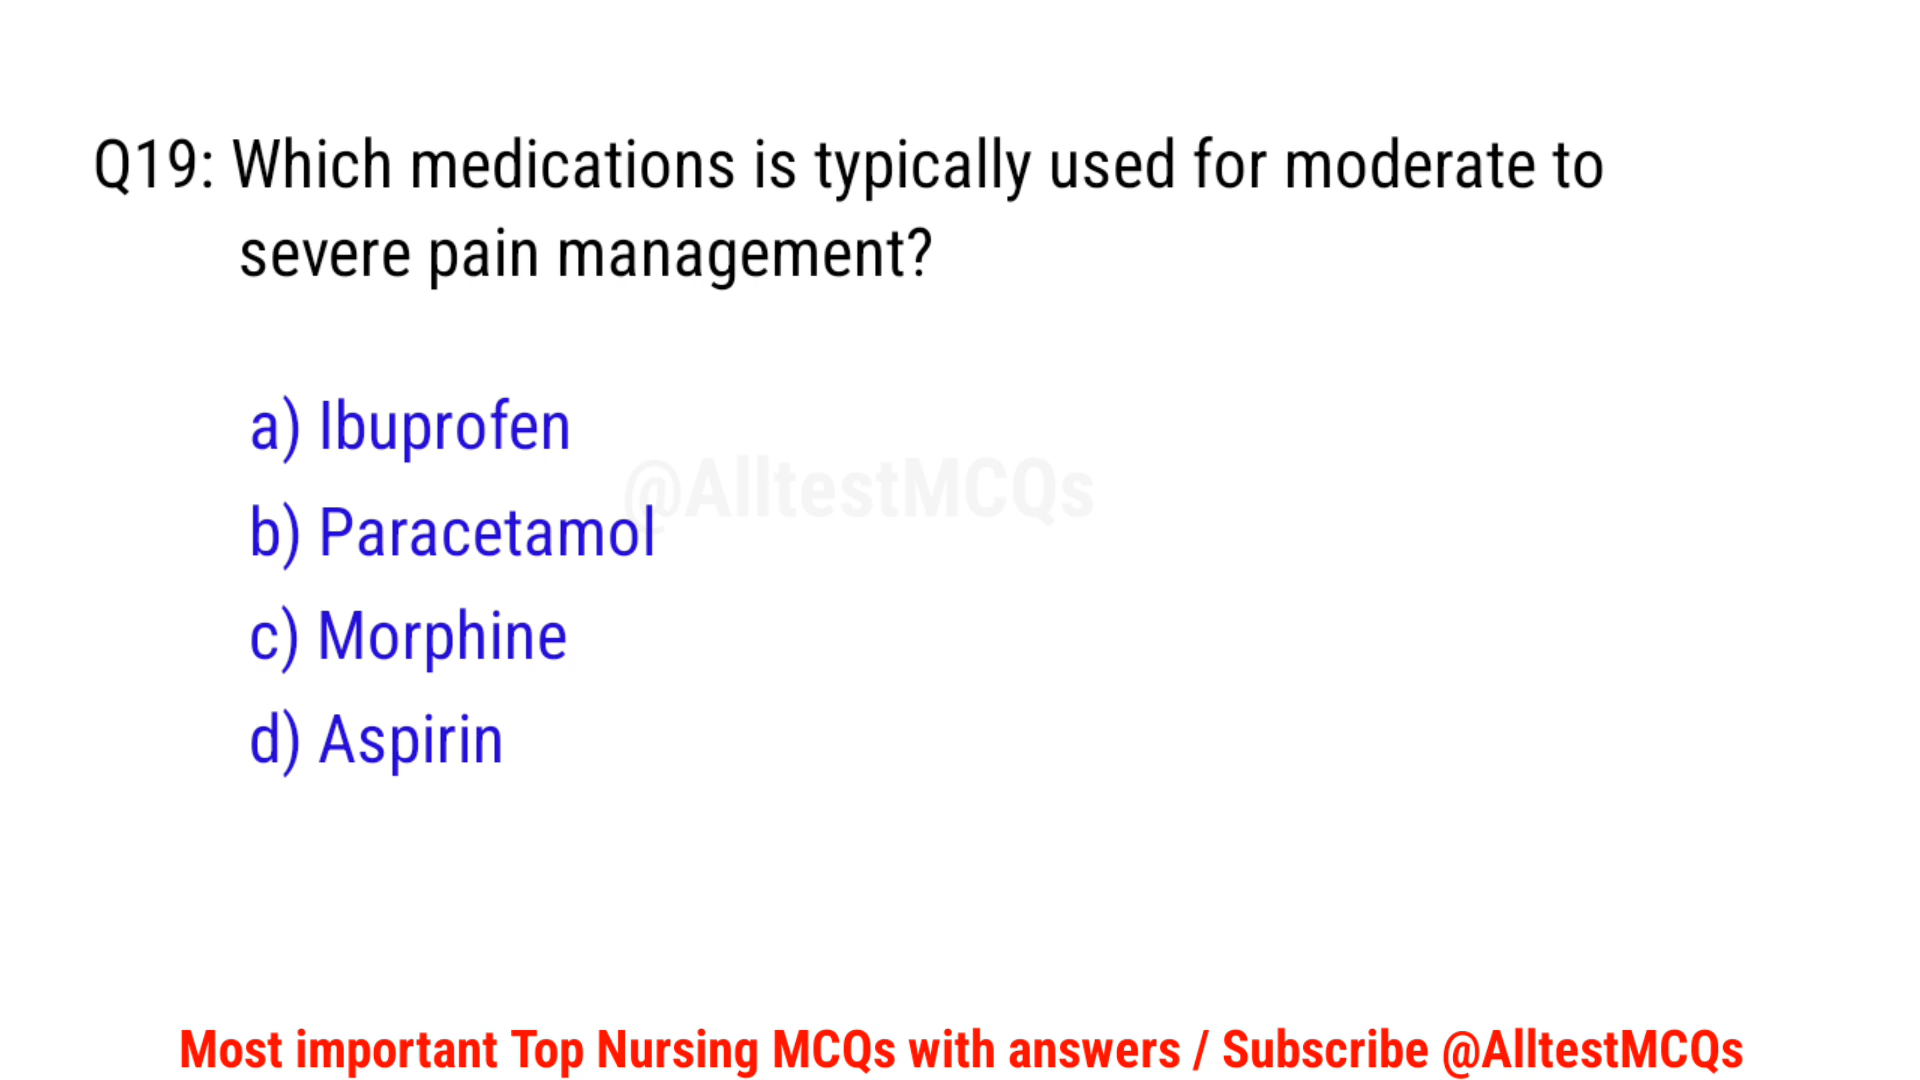 Q19: Which medications is typically used for moderate to
severe pain management?
a) Ibuprofen
@AlltestMCQs
b) Paracetamol
c) Morphine
d) Aspirin
Most important Top Nursing MCQs with answers / Subscribe @AlltestMCQs